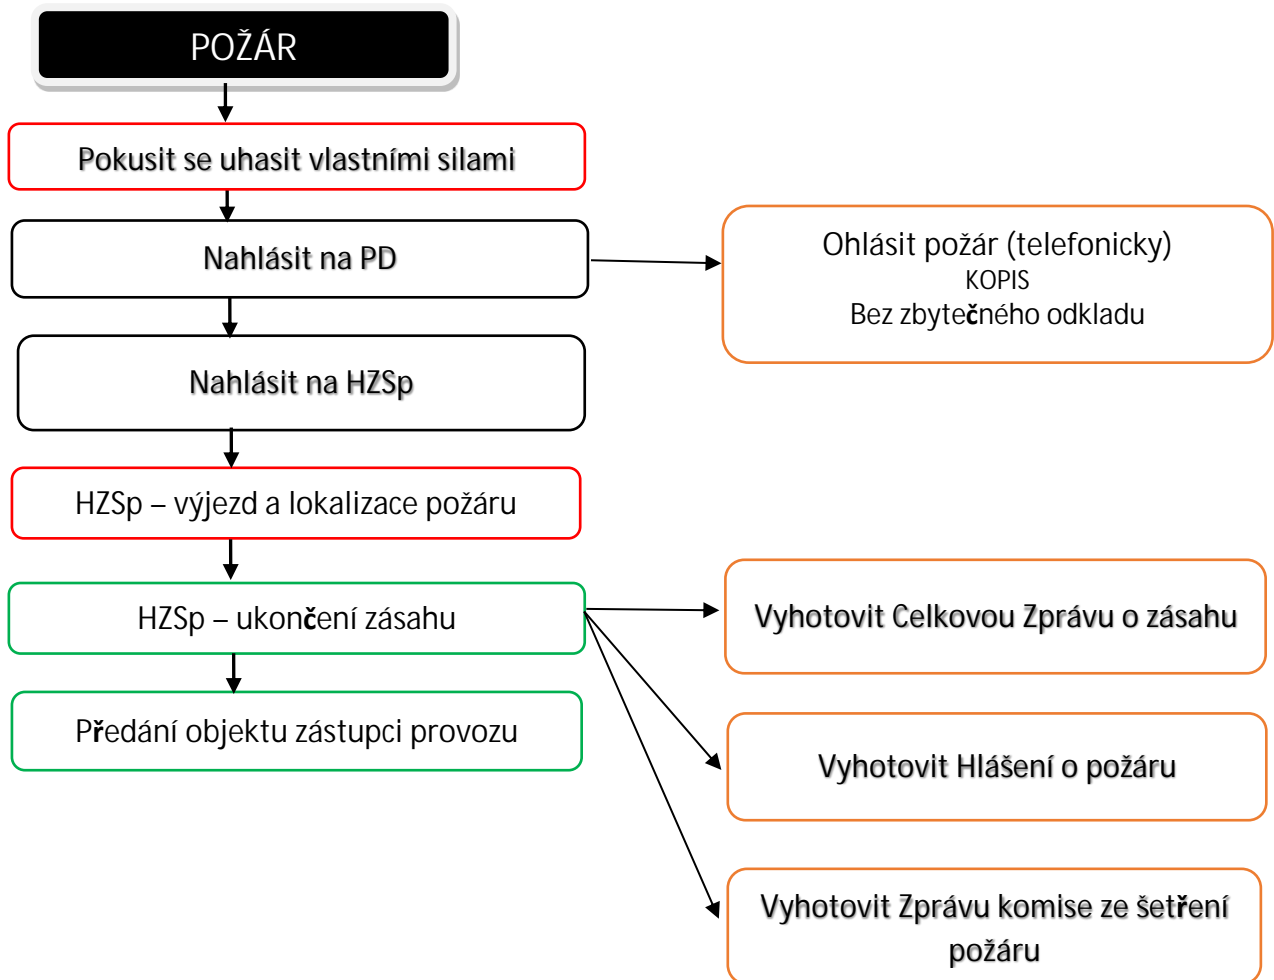 POŽÁR
Pokusit se uhasit vlastními silami
Nahlásit na PD
Ohlásit požár (telefonicky)
KOPIS
Bez zbytečného odkladu
Nahlásit na HZSp
HZSp – výjezd a lokalizace požáru
HZSp – ukončení zásahu
Vyhotovit Celkovou Zprávu o zásahu
Předání objektu zástupci provozu
Vyhotovit Hlášení o požáru
Vyhotovit Zprávu komise ze šetření
požáru